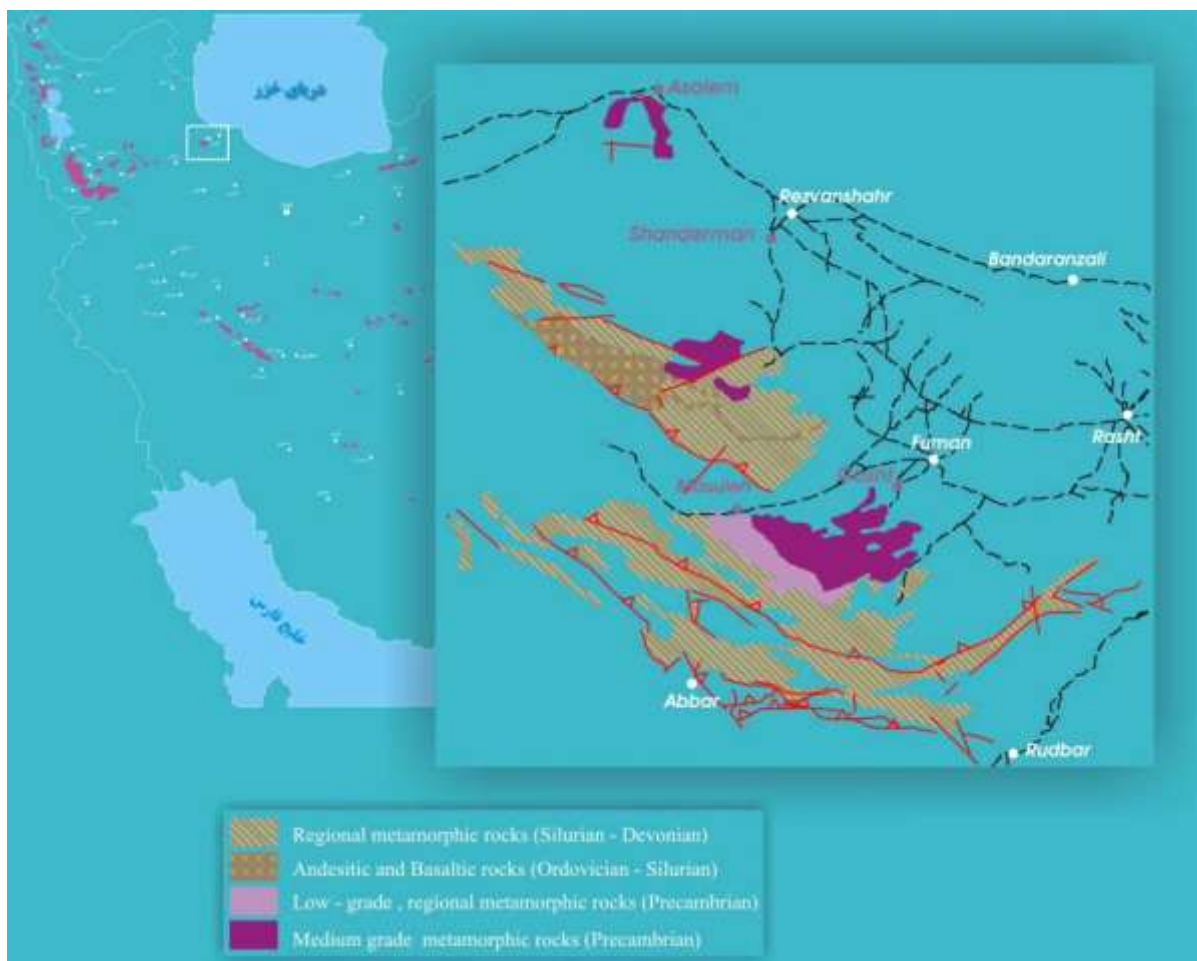 دریای خزر
Asalem
Rezvanshahr
Shanderman
Bandaranzali
Fuman
Rasht
Masuleh
Abbar
Rudbar
خلیج فارس
Regional metamorphic rocks (Silurian - Devonian)
Andesitic and Basaltic rocks (Ordovician - Silurian)
Low - grade , regional metamorphic rocks (Precambrian)
Medium grade metamorphic rocks (Precambrian)